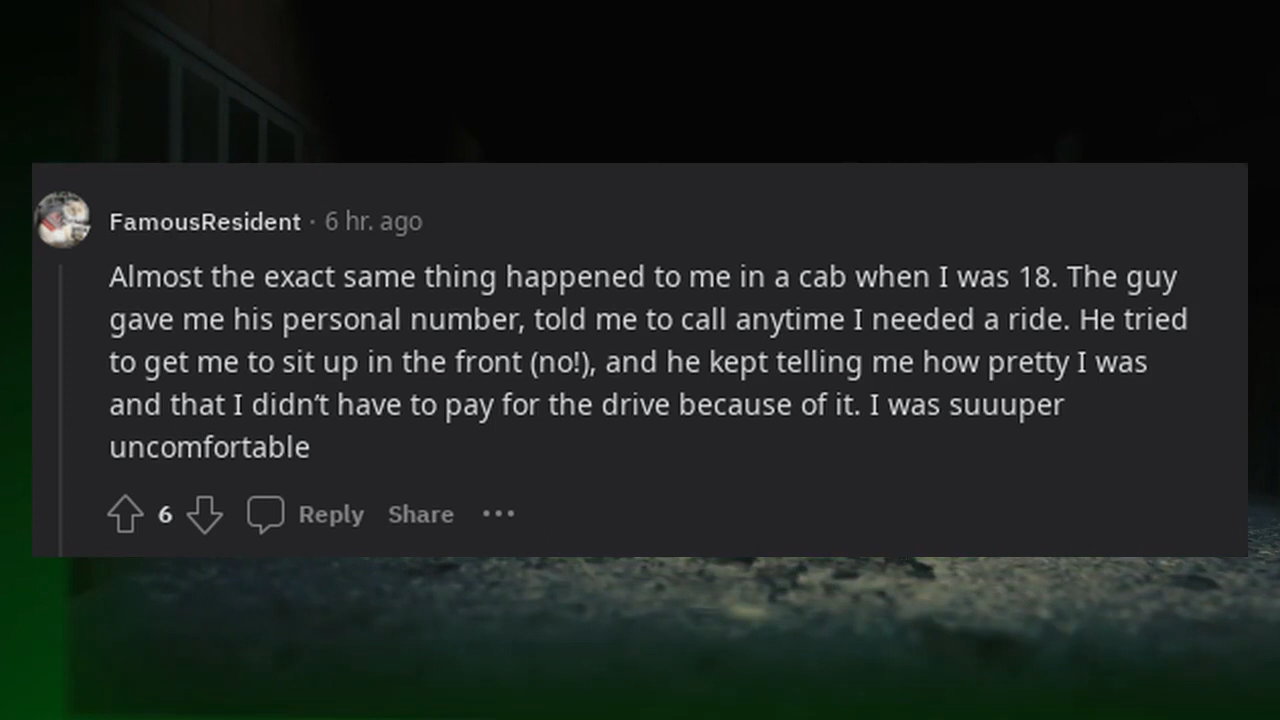 FamousResident · 6 hr. ago
Almost the exact same thing happened to me in a cab when I was 18. The guy
gave me his personal number, told me to call anytime I needed a ride. He tried
to get me to sit up in the front (no!), and he kept telling me how pretty I was
and that I didn’t have to pay for the drive because of it. I was suuuper
uncomfortable
6 Reply Share •••